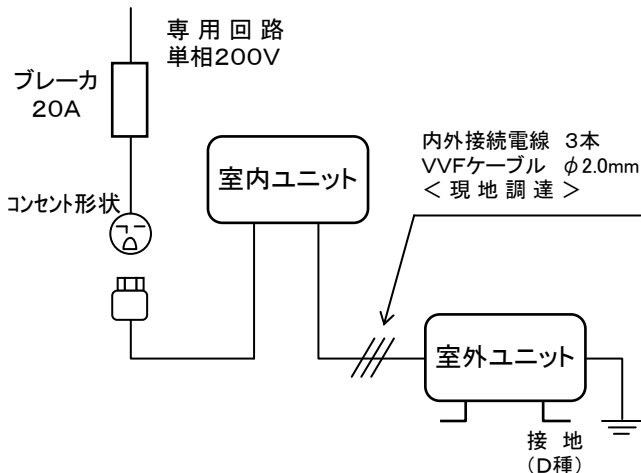 専用回路
単相200V
ブレーカ
20A
内外接続電線 3本
VVFケーブル φ2.0mm
<現地調達>
室内ユニット
コンセント形状
室外ユニット
接地
(D種)